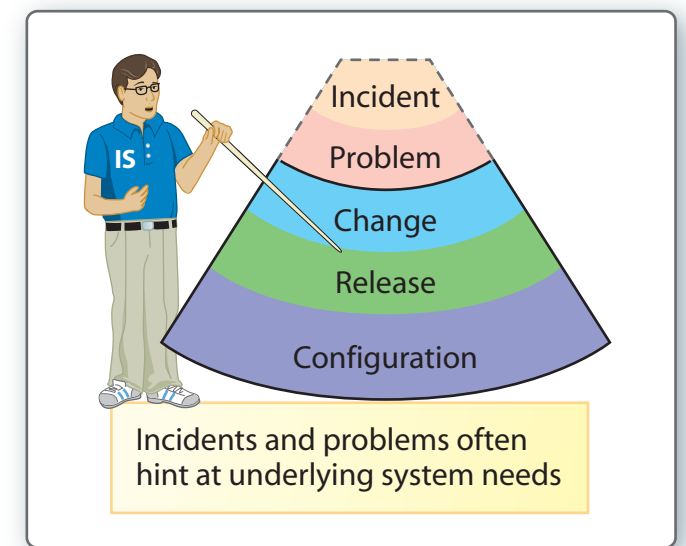 Incident
IS
Problem
Change
Release
Configuration
Incidents and problems often
hint at underlying system needs